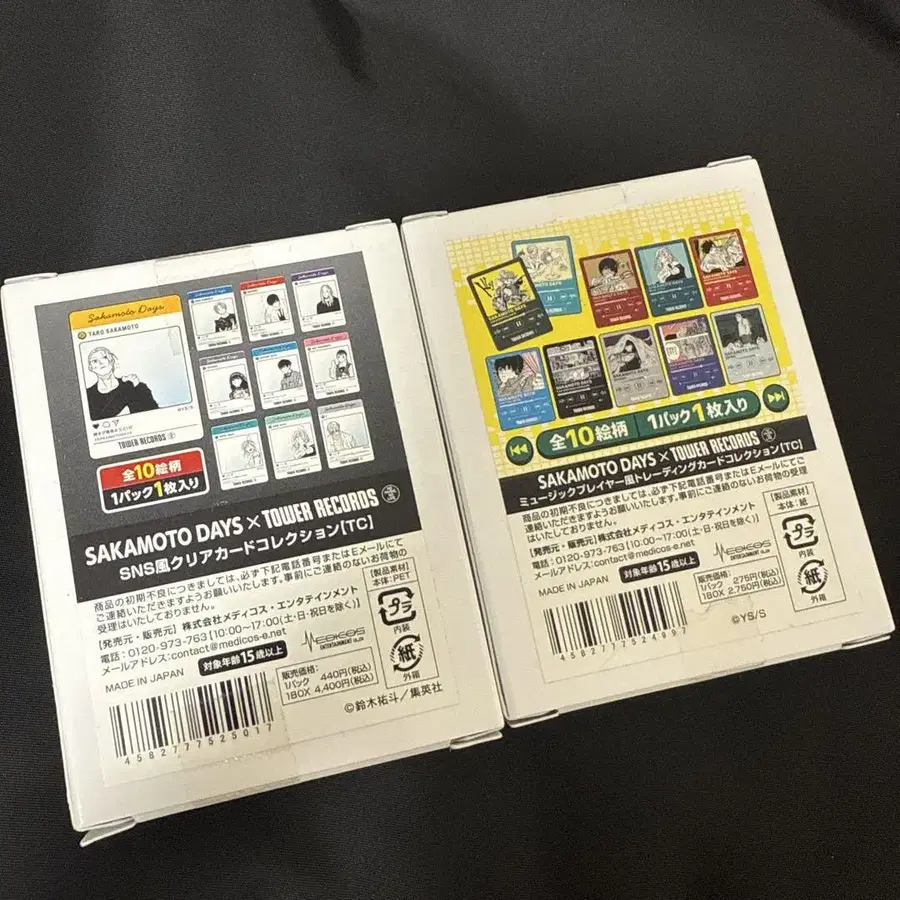 Sakamoto Days
TARO SAKAMOTO
©YS/S
TOWER RECORDS
全10絵柄
1パック1枚入り
SAKAMOTO DAYS × TOWER RECORDS
SNS風クリアカードコレクション【TC】
商品の初期不良につきましては、必ず下記電話番号またはEメールにて
ご連絡いただきますようお願いいたします。事前にご連絡のないお荷物の
受理はいたしておりません。
【発売元・販売元】株式会社メディコス・エンタテインメント
電話:0120-973-763[10:00~17:00(土・日・祝日を除く)]
メールアドレス:contact@medicos-e.net
MADE IN JAPAN
対象年齢15歳以上
MEDICOS
ENTERTAINMENT
【製品素材】
本体:PET
プラ
内装
紙
外箱
販売価格:
1パック 440円(税込)
1BOX 4,400円(税込)
©鈴木祐斗/集英社
4582777525017
全10絵柄 1パック1枚入り
SAKAMOTO DAYS × TOWER RECORDS
ミュージックプレイヤー風トレーディングカードコレクション【TC】
商品の初期不良につきましては、必ず下記電話番号またはEメールにてご
連絡いただきますようお願いいたします。事前にご連絡のないお荷物の受理
はいたしておりません。
【発売元・販売元】株式会社メディコス・エンタテインメント
電話:0120-973-763[10:00~17:00(土・日・祝日を除く)]
メールアドレス:contact@medicos-e.net
MADE IN JAPAN
対象年齢15歳以上
MEDICOS
ENTERTAINMENT
【製品素材】
本体:紙
プラ
内装
紙
外箱
販売価格:
1パック 275円(税込)
1BOX 2,750円(税込)
©YS/S
4582777524997